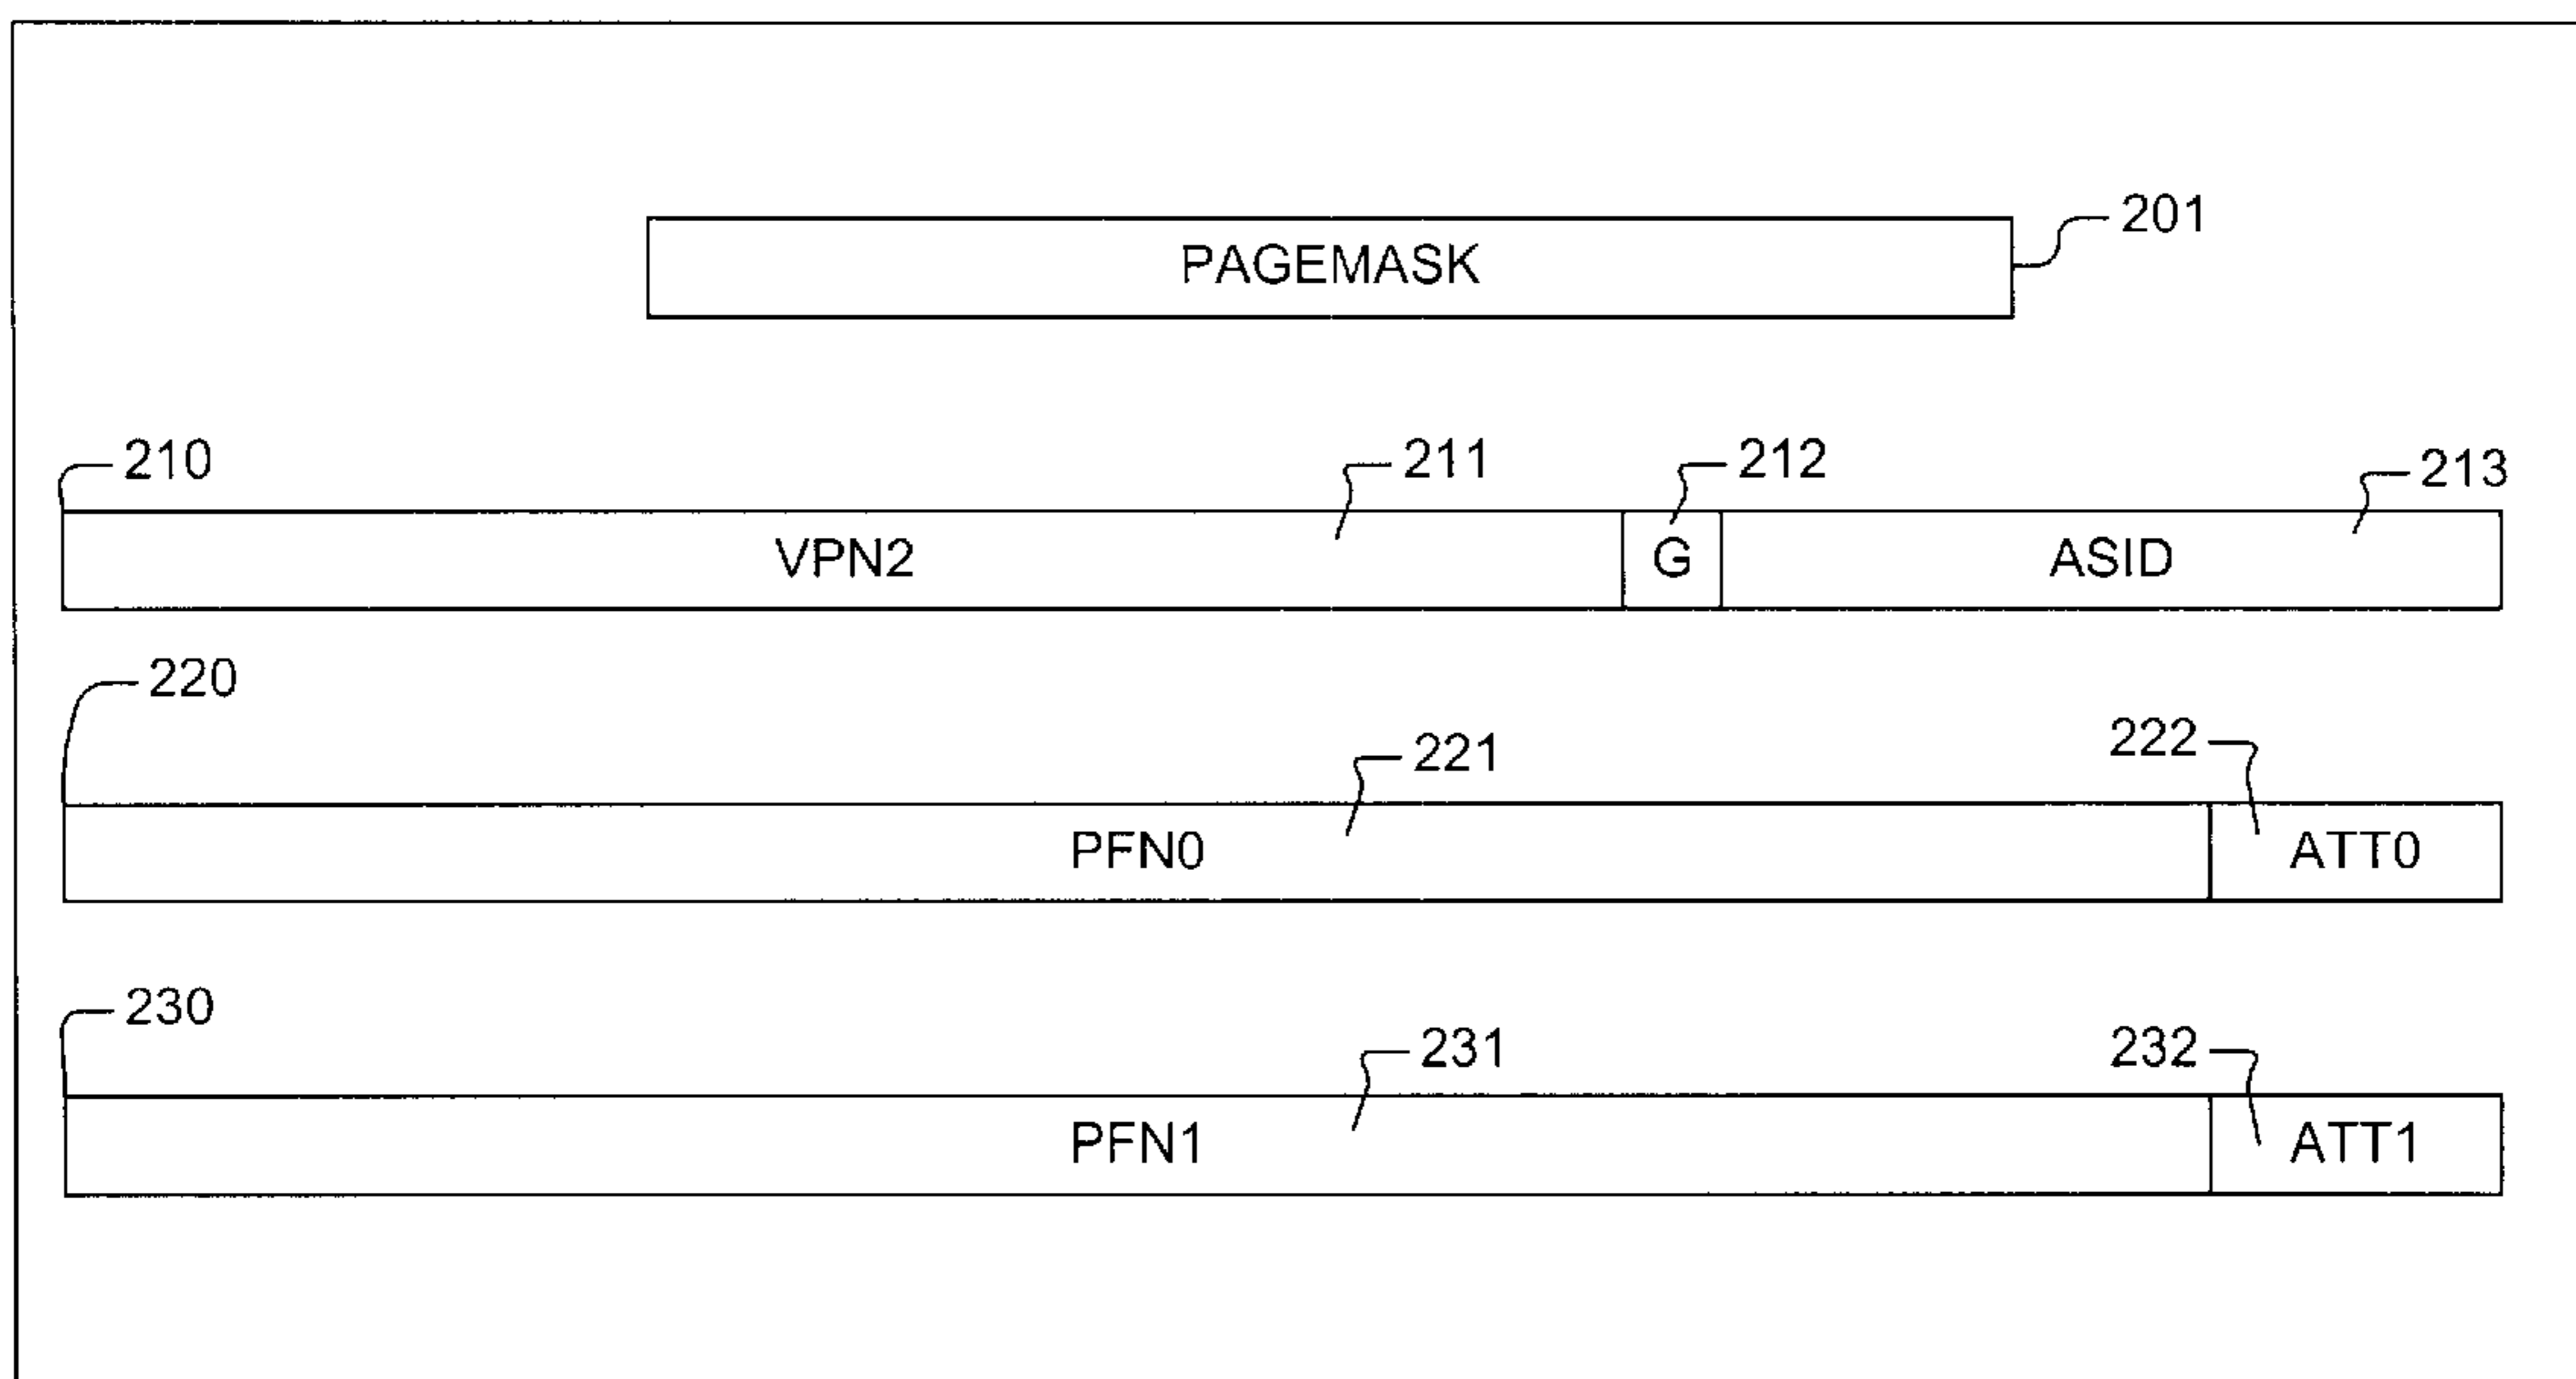 201
PAGEMASK
210 211 212 213
VPN2 G ASID
220
221 222
PFN0 ATT0
230 231 232
PFN1 ATT1